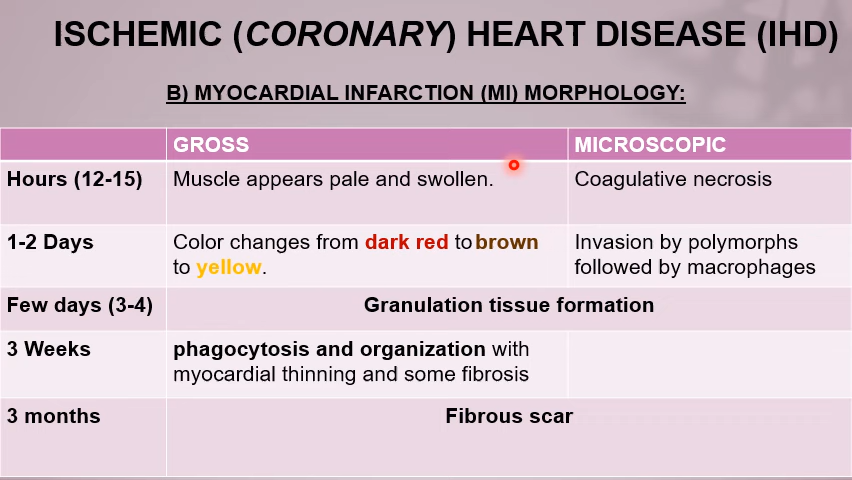 ISCHEMIC (CORONARY) HEART DISEASE (IHD)
B) MYOCARDIAL INFARCTION (MI) MORPHOLOGY:
GROSS MICROSCOPIC
Hours (12-15) Muscle appears pale and swollen. Coagulative necrosis
1-2 Days Color changes from dark red to brown Invasion by polymorphs
to yellow. followed by macrophages
Few days (3-4) Granulation tissue formation
3 Weeks phagocytosis and organization with
myocardial thinning and some fibrosis
3 months Fibrous scar